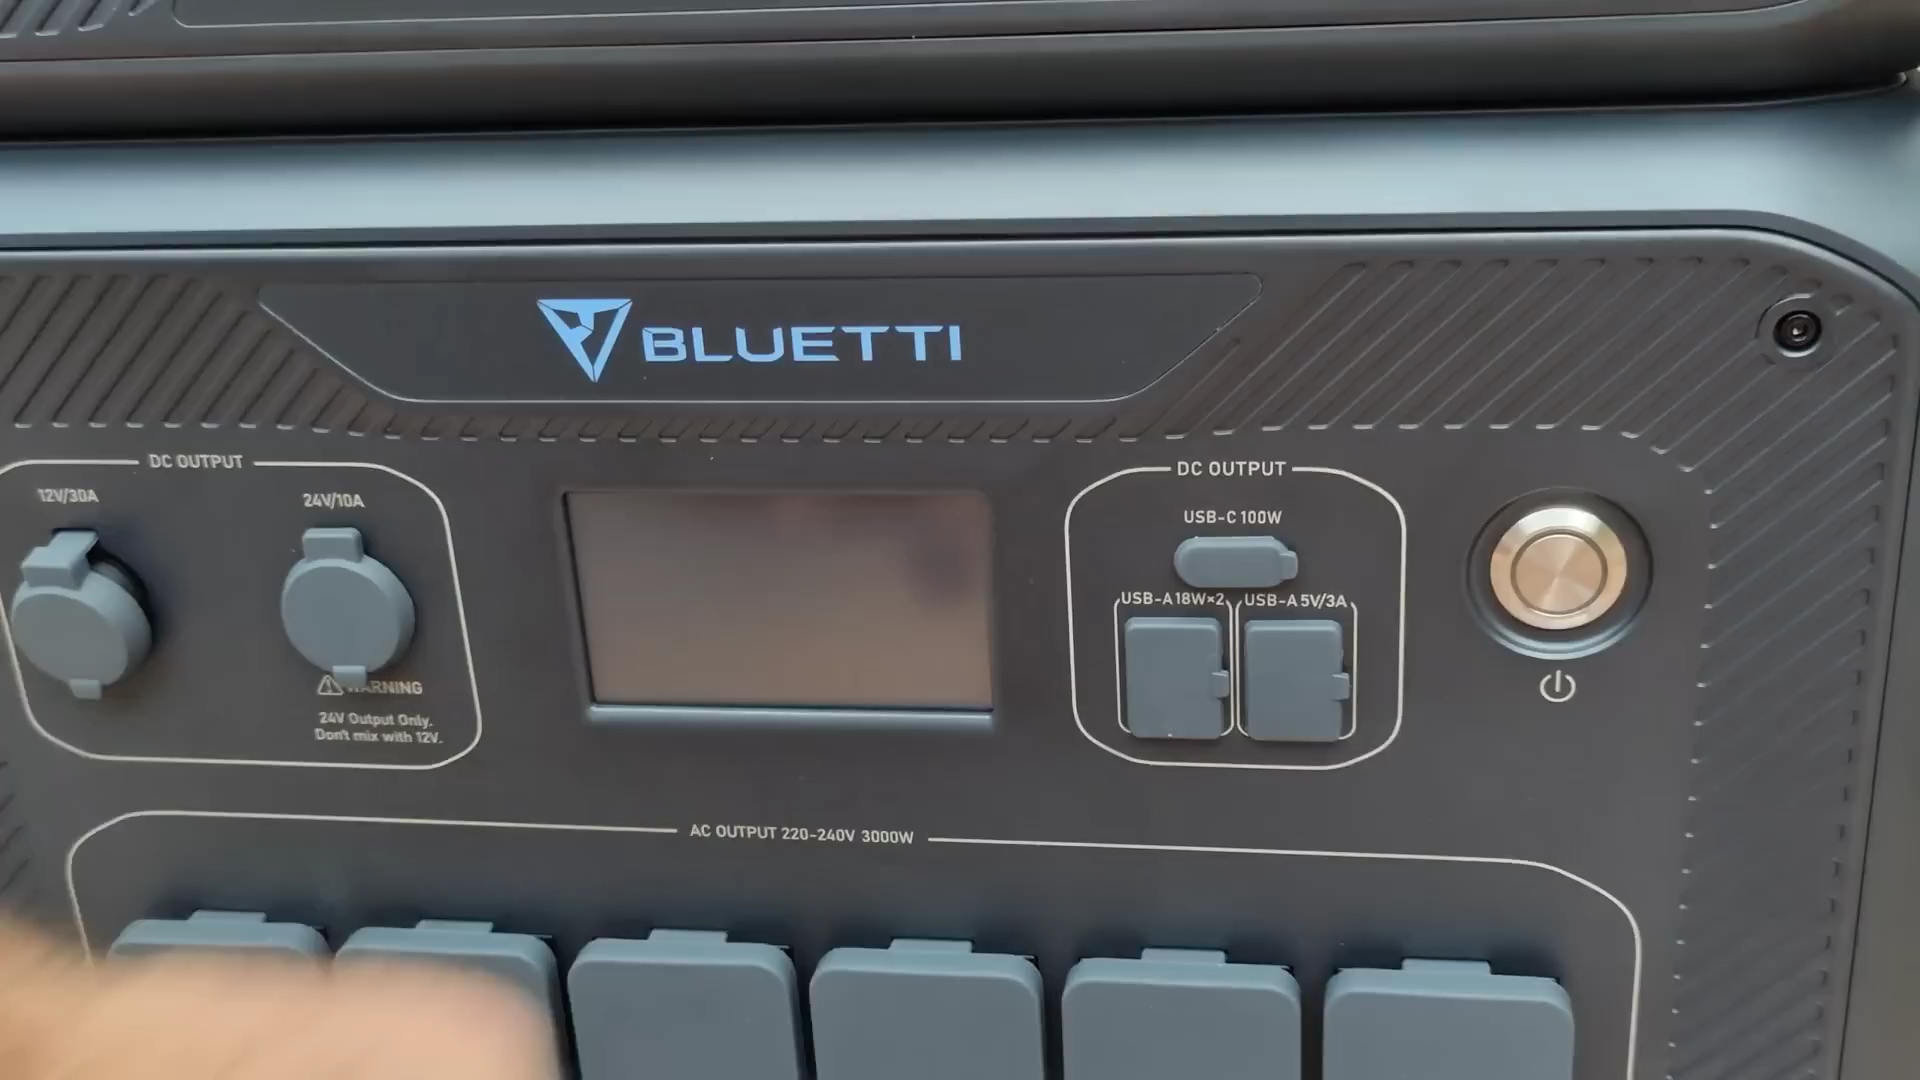 BLUETTI
DC OUTPUT
12V/30A
24V/10A
WARNING
24V Output Only.
Don't mix with 12V.
DC OUTPUT
USB-C 100W
USB-A 18W×2
USB-A 5V/3A
AC OUTPUT 220-240V 3000W